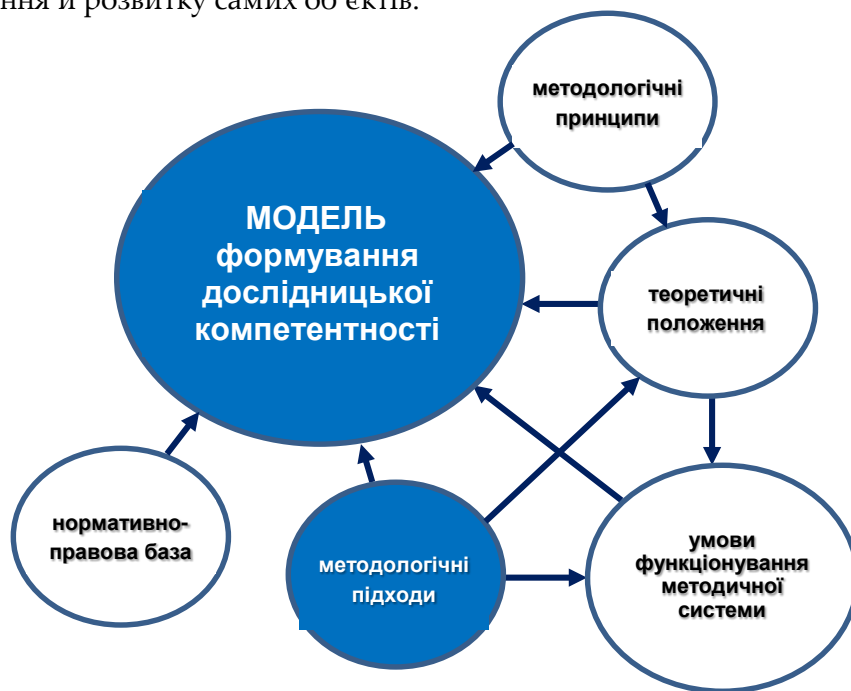 розвитку самих об'єктів.
методологічні
принципи
МОДЕЛЬ
формування
дослідницької
компетентності
теоретичні
положення
нормативно-
правова база
методологічні
підходи
умови
функціонування
методичної
системи